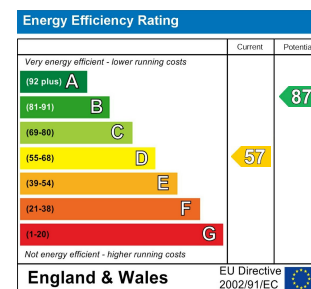 Energy Efficiency Rating
Current Potentia
Very energy efficient - lower running costs
(92 plus) A
(81-91) B
87
(69-80) C
(55-68) D
57
(39-54) E
(21-38) F
(1-20) G
Not energy efficient - higher running costs
England & Wales
EU Directive
2002/91/EC